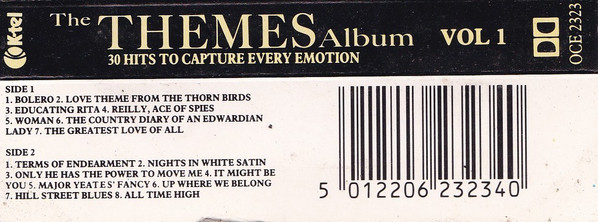 K-tel
The THEMES Album VOL 1
30 HITS TO CAPTURE EVERY EMOTION
OCE 2323
SIDE 1
1. BOLERO 2. LOVE THEME FROM THE THORN BIRDS
3. EDUCATING RITA 4. REILLY, ACE OF SPIES
5. WOMAN 6. THE COUNTRY DIARY OF AN EDWARDIAN
LADY 7. THE GREATEST LOVE OF ALL
SIDE 2
1. TERMS OF ENDEARMENT 2. NIGHTS IN WHITE SATIN
3. ONLY HE HAS THE POWER TO MOVE ME 4. IT MIGHT BE
YOU 5. MAJOR YEATES' FANCY 6. UP WHERE WE BELONG
7. HILL STREET BLUES 8. ALL TIME HIGH
5 012206 232340